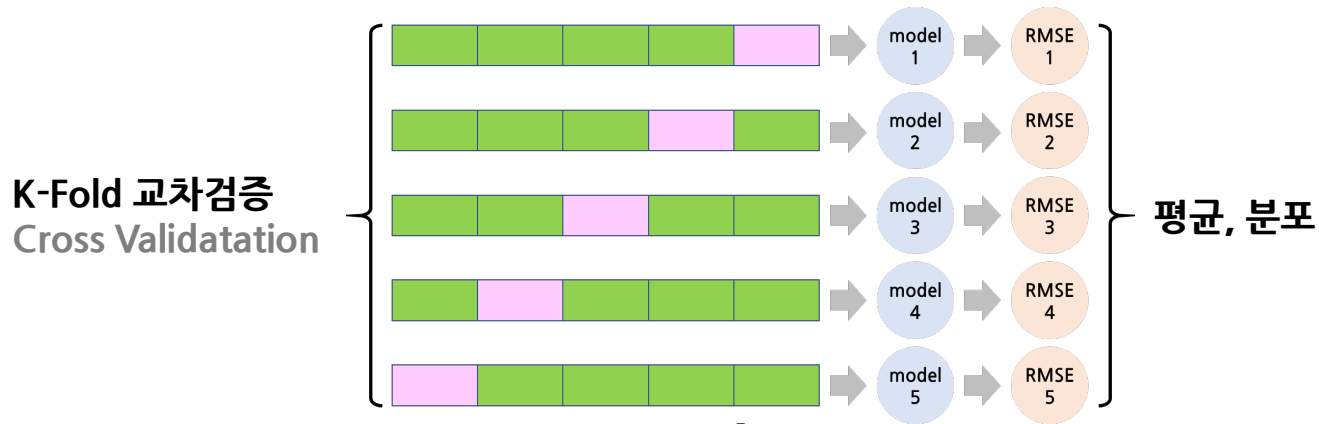 K-Fold 교차검증
Cross Validatation
model
1
RMSE
1
model
2
RMSE
2
model
3
RMSE
3
model
4
RMSE
4
model
5
RMSE
5
평균, 분포